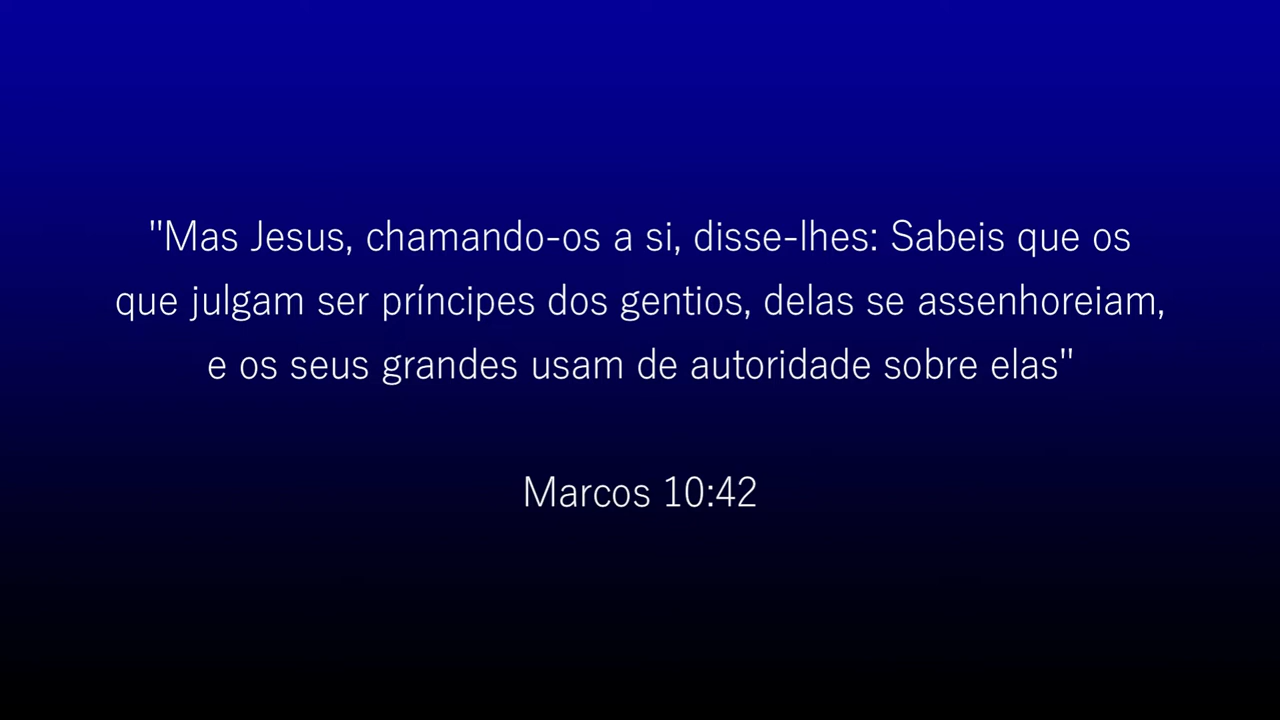 "Mas Jesus, chamando-os a si, disse-lhes: Sabeis que os
que julgam ser príncipes dos gentios, delas se assenhoreiam,
e os seus grandes usam de autoridade sobre elas"
Marcos 10:42